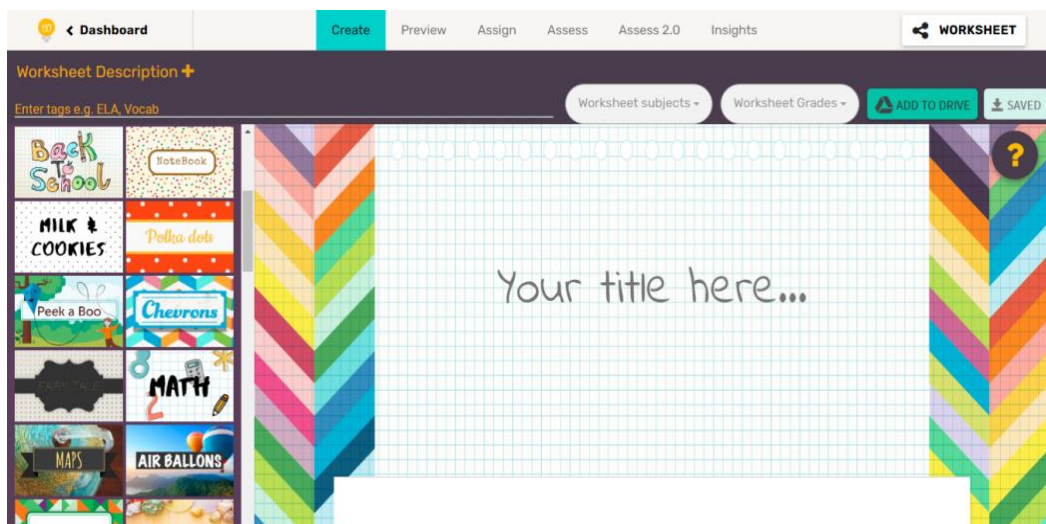 < Dashboard
Create
Preview
Assign
Assess
Assess 2.0
Insights
WORKSHEET
Worksheet Description +
Enter tags e.g. ELA, Vocab
Worksheet subjects
Worksheet Grades
ADD TO DRIVE
SAVED
Back To School
NoteBook
MILK & COOKIES
Polka dots
Peek a Boo
Chevrons
FAIRY TALE
MATH
MAPS
AIR BALLONS
?
Your title here...